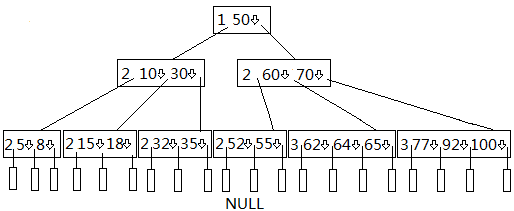 1 50⇩
2 10⇩30⇩ 2 60⇩70⇩
2 5⇩8⇩ 2 15⇩18⇩ 2,32⇩35⇩ 2,52⇩55⇩ 3 62⇩64⇩65⇩ 3,77⇩92⇩100⇩
NULL